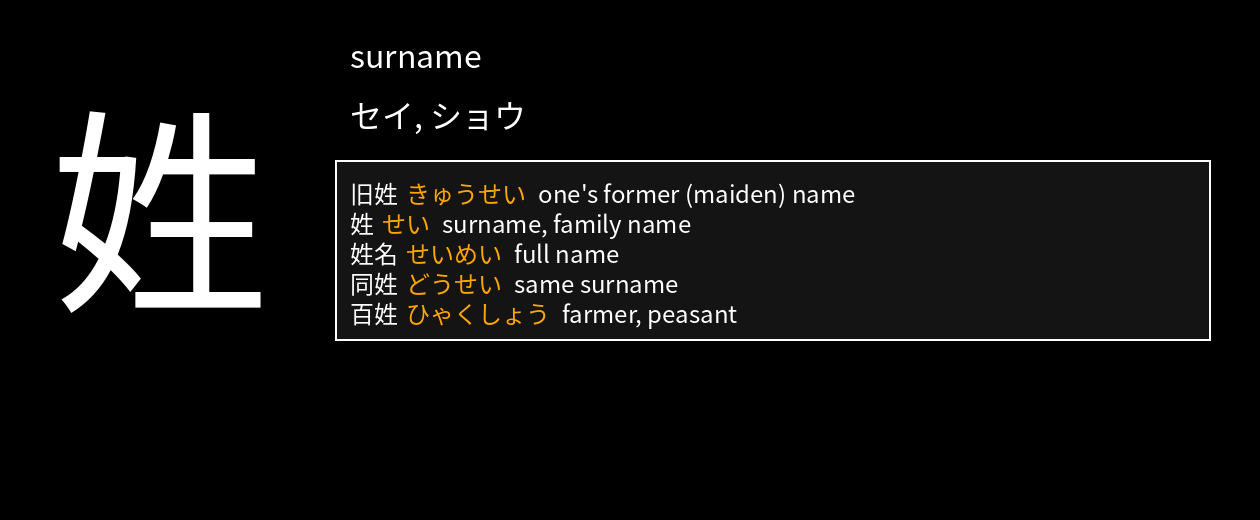 姓
surname
セイ, ショウ
旧姓 きゅうせい one's former (maiden) name
姓 せい surname, family name
姓名 せいめい full name
同姓 どうせい same surname
百姓 ひゃくしょう farmer, peasant